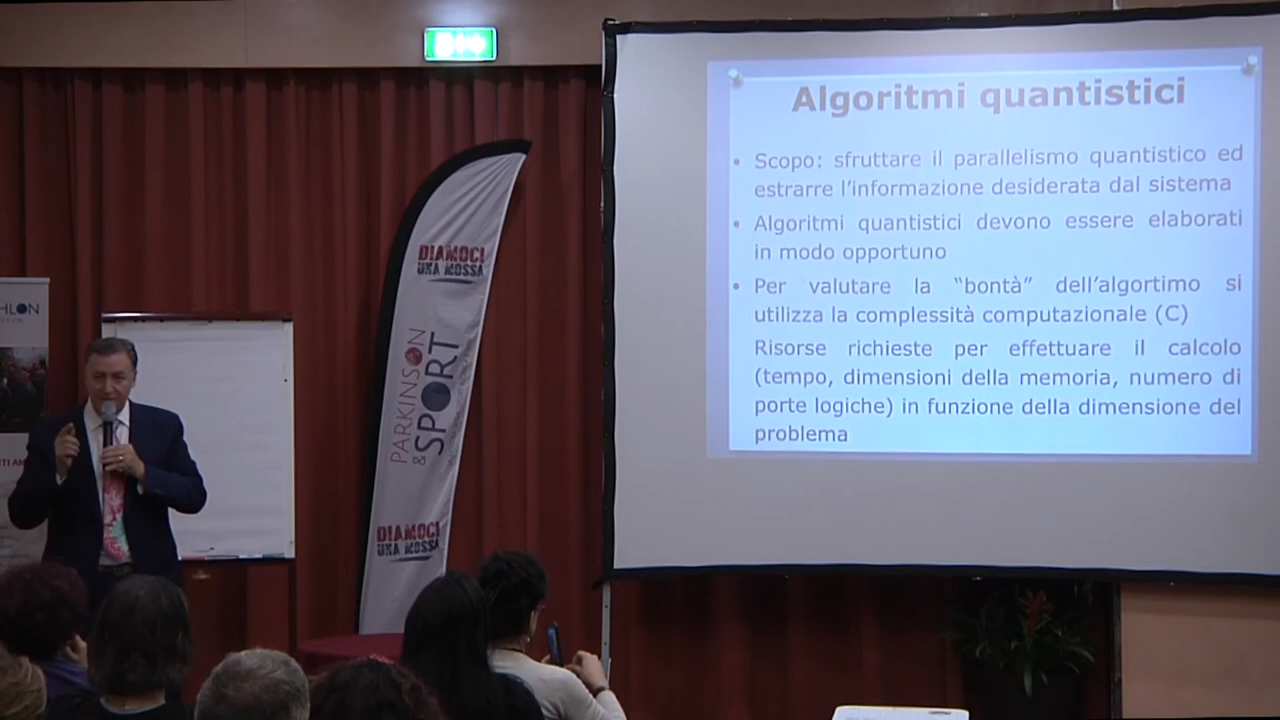 Algoritmi quantistici
• Scopo: sfruttare il parallelismo quantistico ed
estrarre l'informazione desiderata dal sistema
• Algoritmi quantistici devono essere elaborati
in modo opportuno
• Per valutare la “bontà” dell'algortimo si
utilizza la complessità computazionale (C)
Risorse richieste per effettuare il calcolo
(tempo, dimensioni della memoria, numero di
porte logiche) in funzione della dimensione del
problema
DIAMOCI
UNA MOSSA
PARKINSON
& SPORT
DIAMOCI
UNA MOSSA
HLON